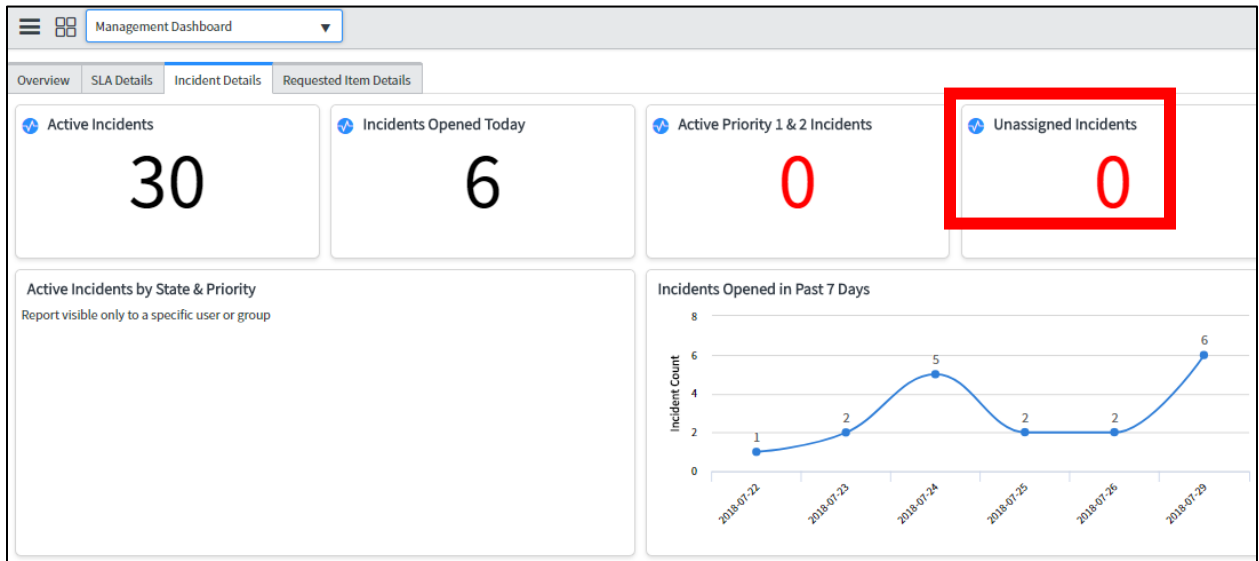 Management Dashboard
Overview SLA Details Incident Details Requested Item Details
Active Incidents
30
Incidents Opened Today
6
Active Priority 1 & 2 Incidents
0
Unassigned Incidents
0
Active Incidents by State & Priority
Report visible only to a specific user or group
Incidents Opened in Past 7 Days
Incident Count
8
6
4
2
0
1
2
5
2
2
6
2018-07-22
2018-07-23
2018-07-24
2018-07-25
2018-07-26
2018-07-29